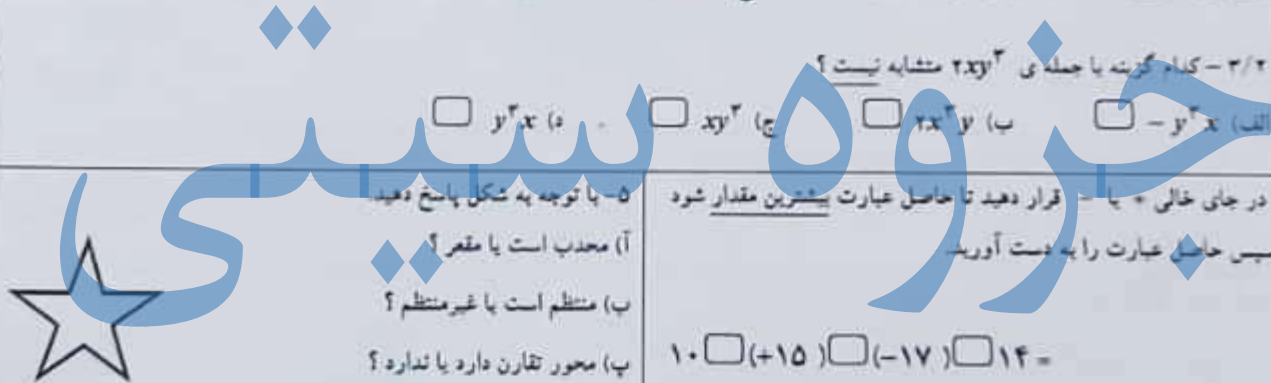 ۳/۲ – کدام گزینه با جمله ی ۲xy^۳ متشابه نیست ؟
الف) – y^۳x ب) ۲x^۳y ج) xy^۳ د) y^۳x
در جای خالی + یا – قرار دهید تا حاصل عبارت بیشترین مقدار شود
سپس حاصل عبارت را به دست آورید.
۱۰ (+۱۵ ) (–۱۷ ) ۱۴ =
۵– با توجه به شکل پاسخ دهید.
آ) محدب است یا مقعر ؟
ب) منتظم است یا غیرمنتظم ؟
پ) محور تقارن دارد یا ندارد ؟
جزوه سیتی